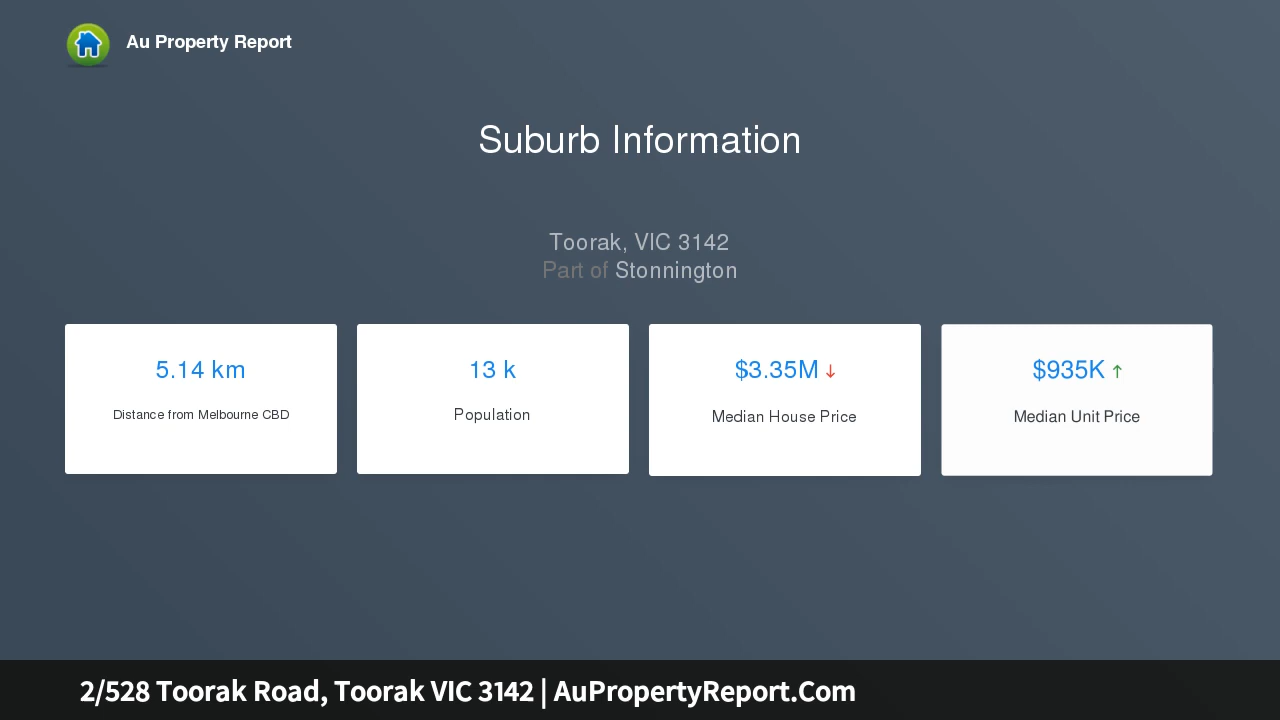 Au Property Report
Suburb Information
Toorak, VIC 3142
Part of Stonnington
5.14 km
Distance from Melbourne CBD
13 k
Population
$3.35M ↓
Median House Price
$935K ↑
Median Unit Price
2/528 Toorak Road, Toorak VIC 3142 | AuPropertyReport.Com